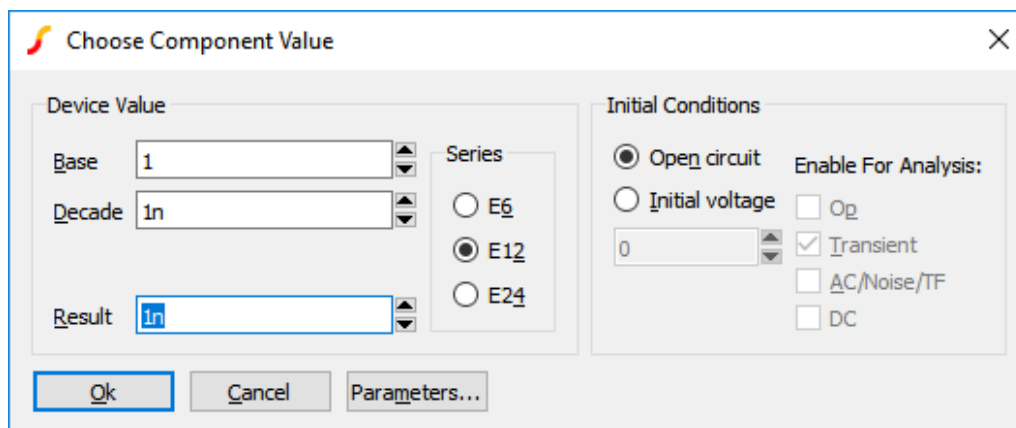 Choose Component Value
Device Value
Base 1
Decade 1n
Result 1n
Series
E6
E12
E24
Initial Conditions
Open circuit
Initial voltage
0
Enable For Analysis:
Op
Transient
AC/Noise/TF
DC
Ok
Cancel
Parameters...